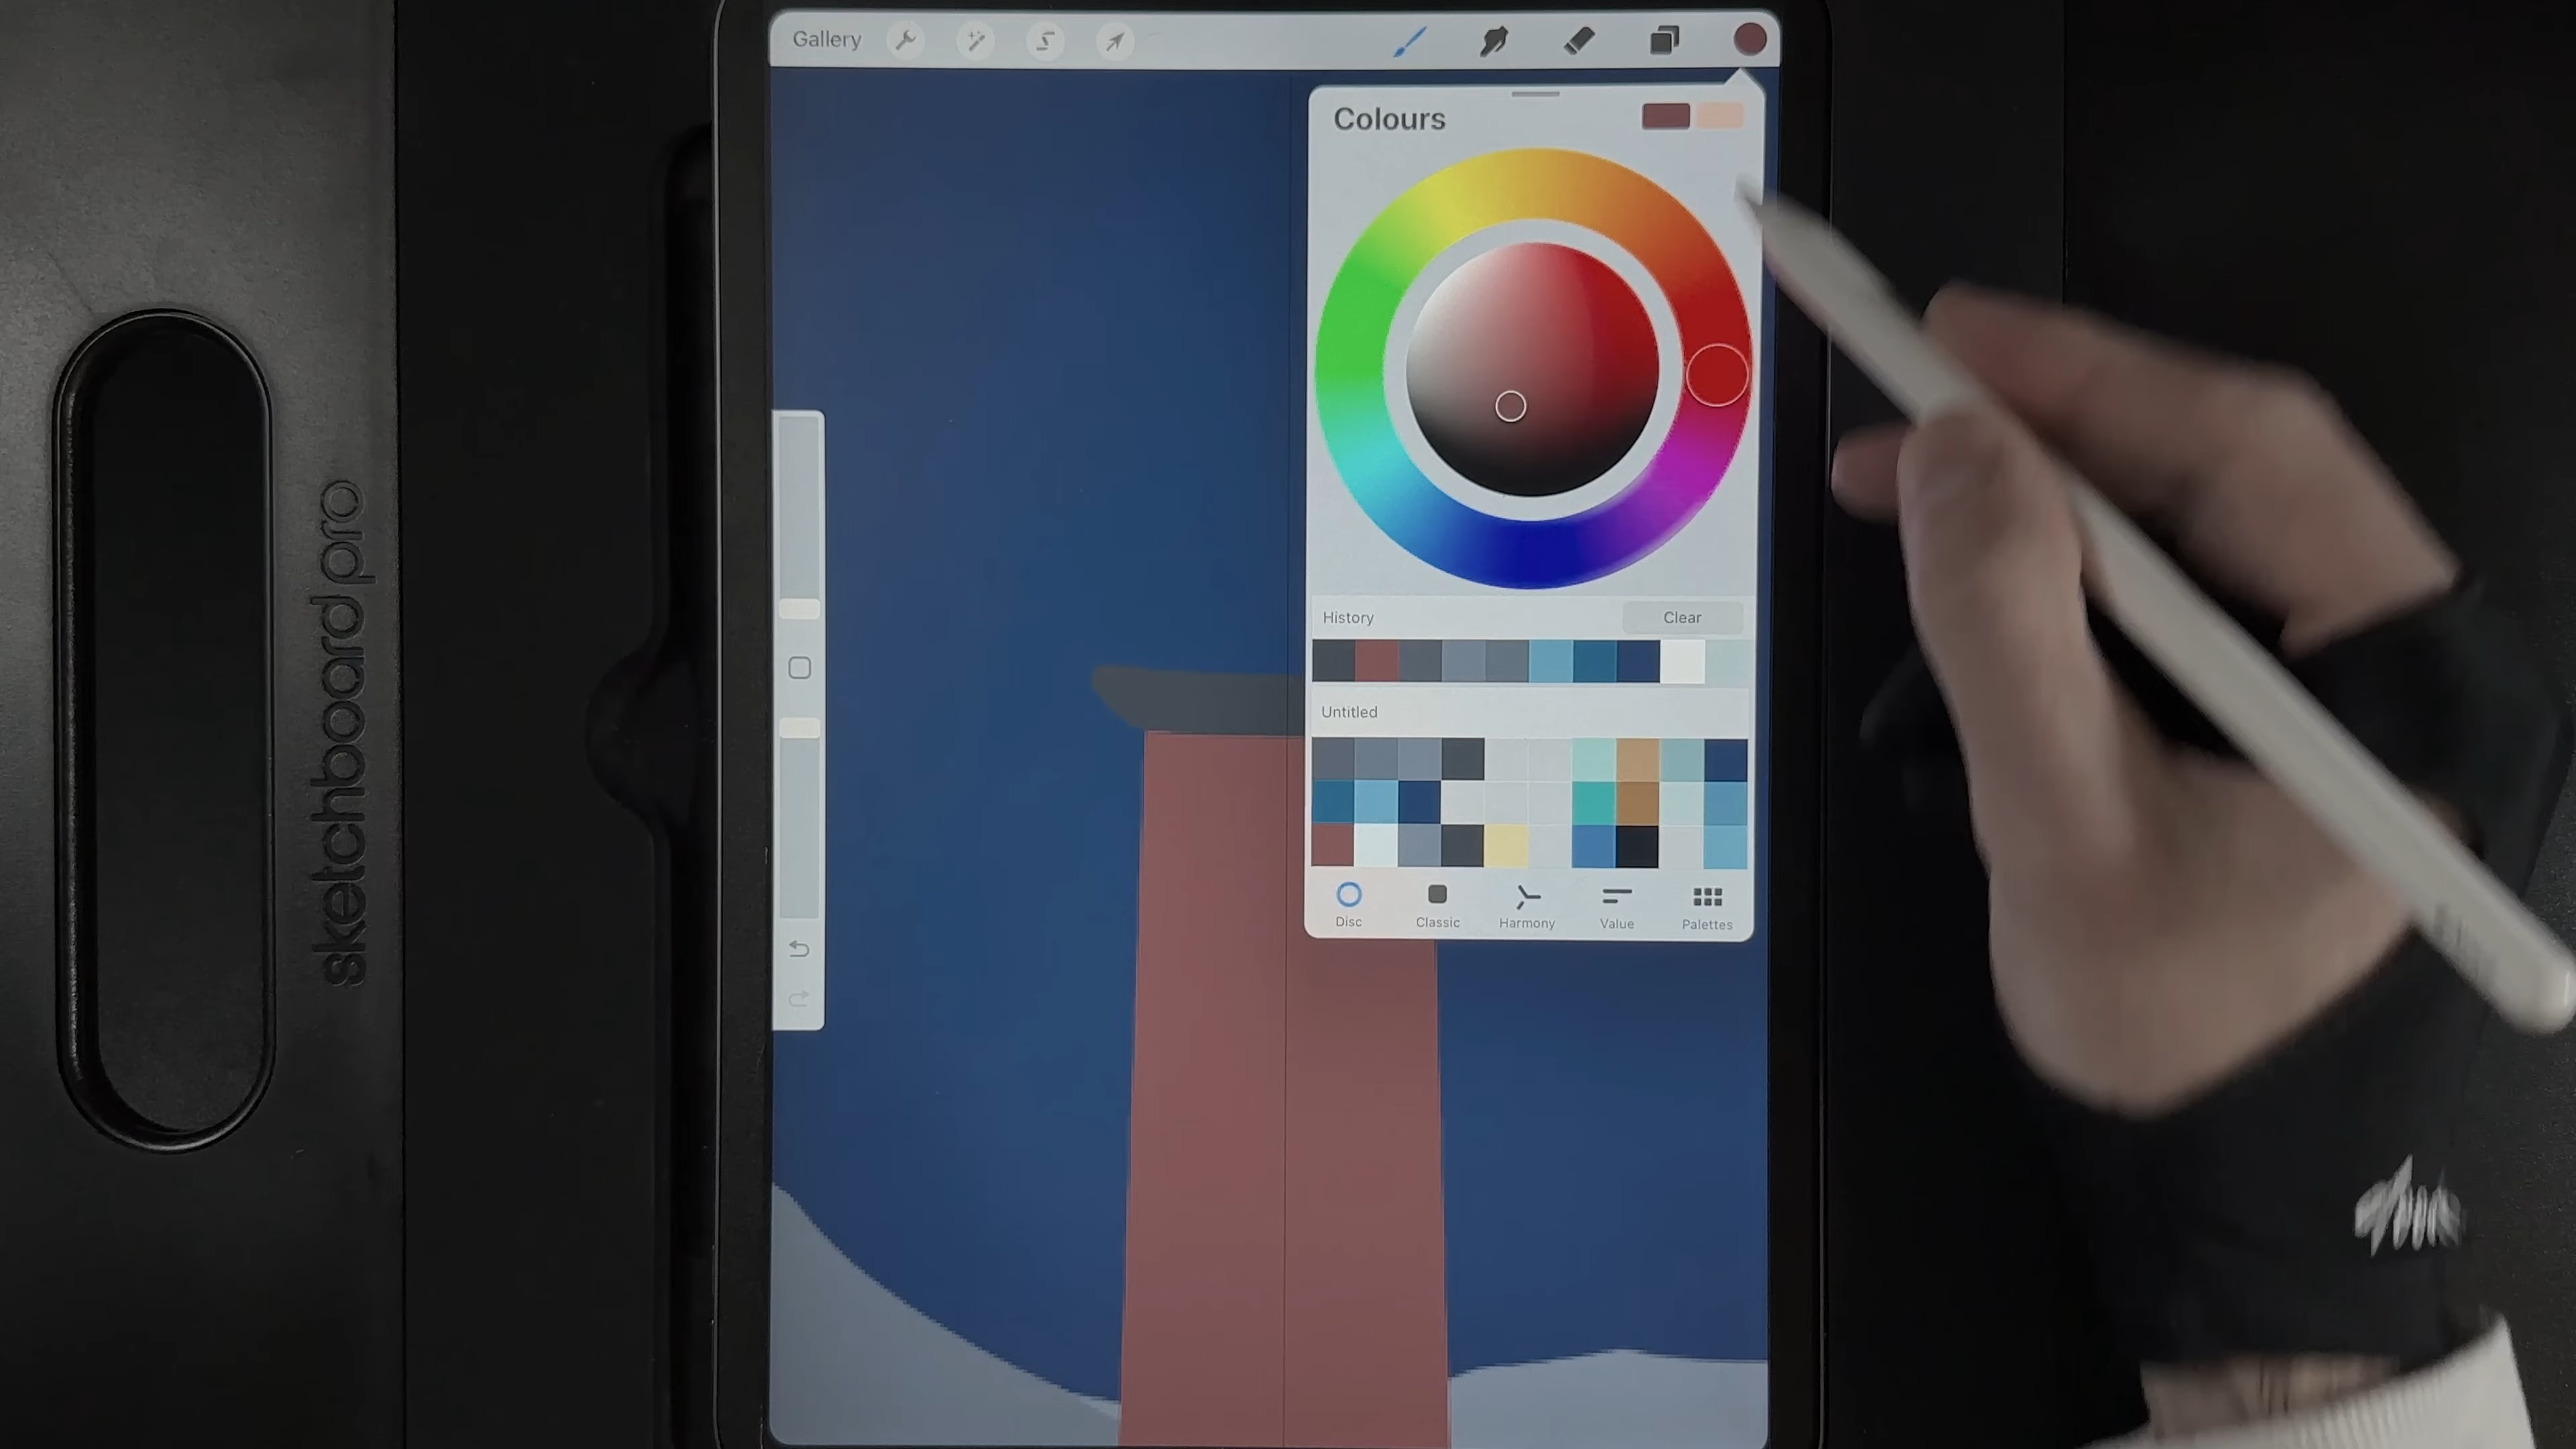 sketchboard pro
Gallery
Colours
History
Clear
Untitled
Disc
Classic
Harmony
Value
Palettes